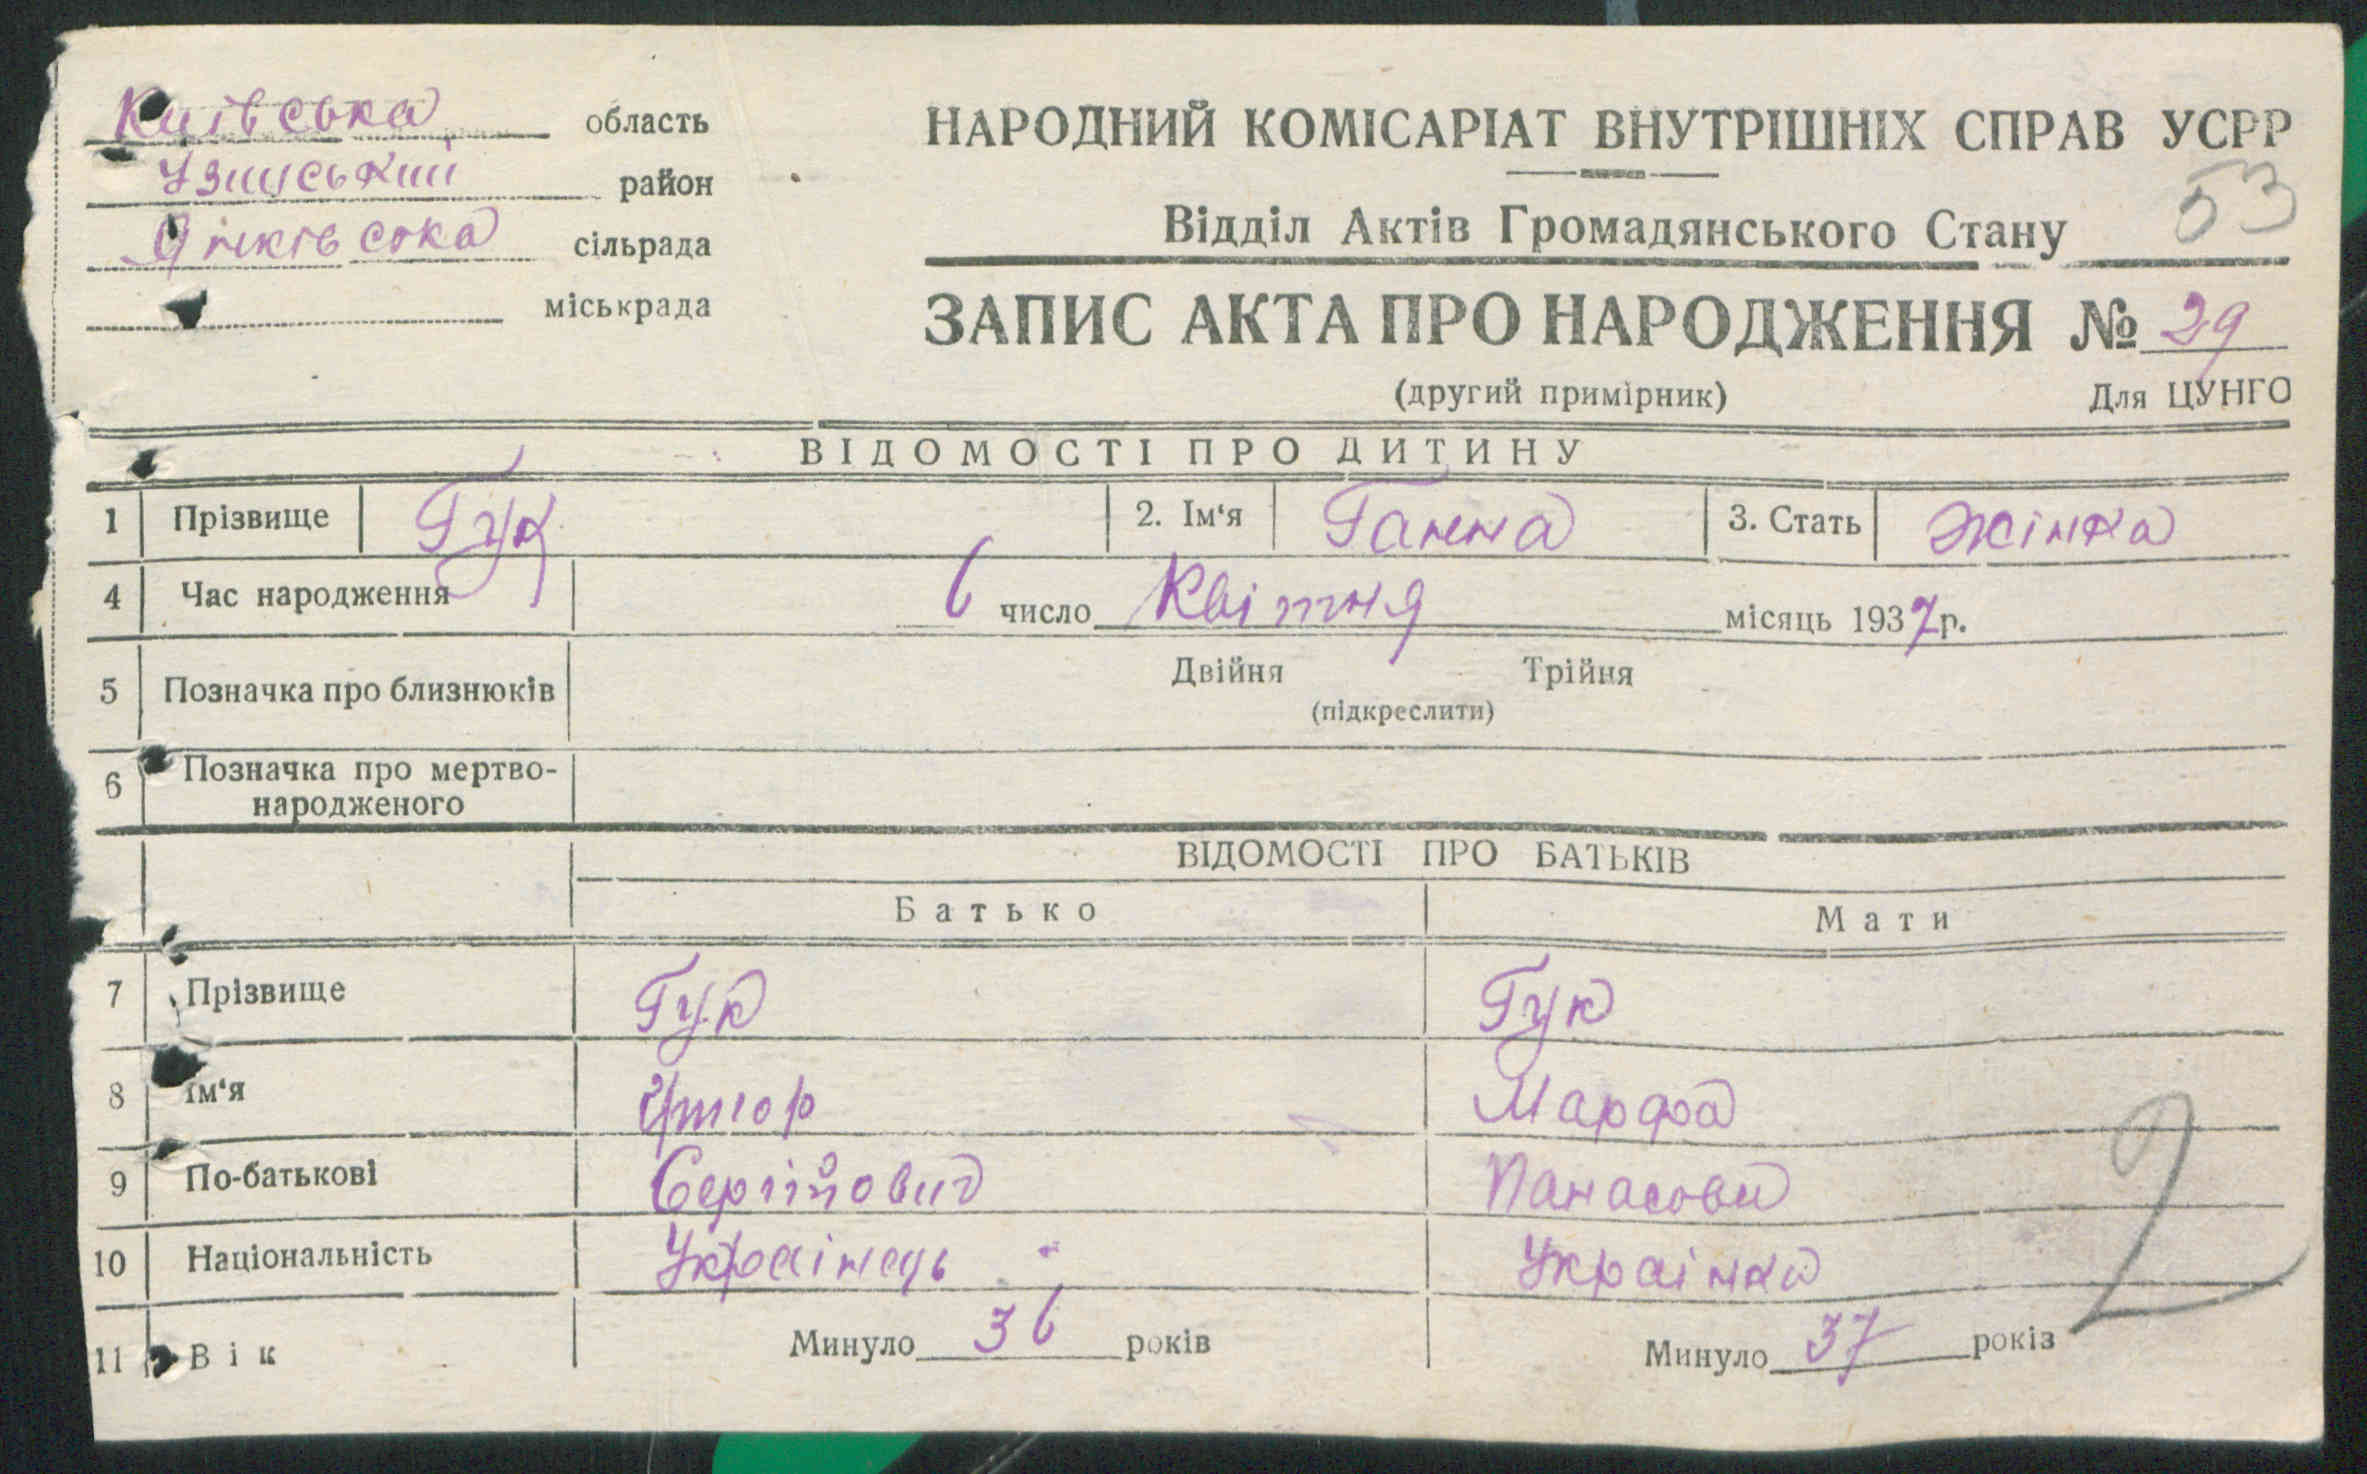 Київська область
Узинський район
Япківська сільрада
міськрада
НАРОДНИЙ КОМІСАРІАТ ВНУТРІШНІХ СПРАВ УСРР
53
Відділ Актів Громадянського Стану
ЗАПИС АКТА ПРО НАРОДЖЕННЯ № 29
(другий примірник) Для ЦУНГО
ВІДОМОСТІ ПРО ДИТИНУ
1 Прізвище Гук 2. Ім‘я Ганна 3. Стать жінка
4 Час народження 6 число Квітня місяць 1937 р.
5 Позначка про близнюків Двійня Трійня
(підкреслити)
6 Позначка про мертво-
народженого
ВІДОМОСТІ ПРО БАТЬКІВ
Батько Мати
7 Прізвище Гук Гук
8 Ім‘я Марфа
9 По-батькові Сергійович Панасови
10 Національність Українець Українка
11 Вік Минуло 36 років Минуло 37 років
2